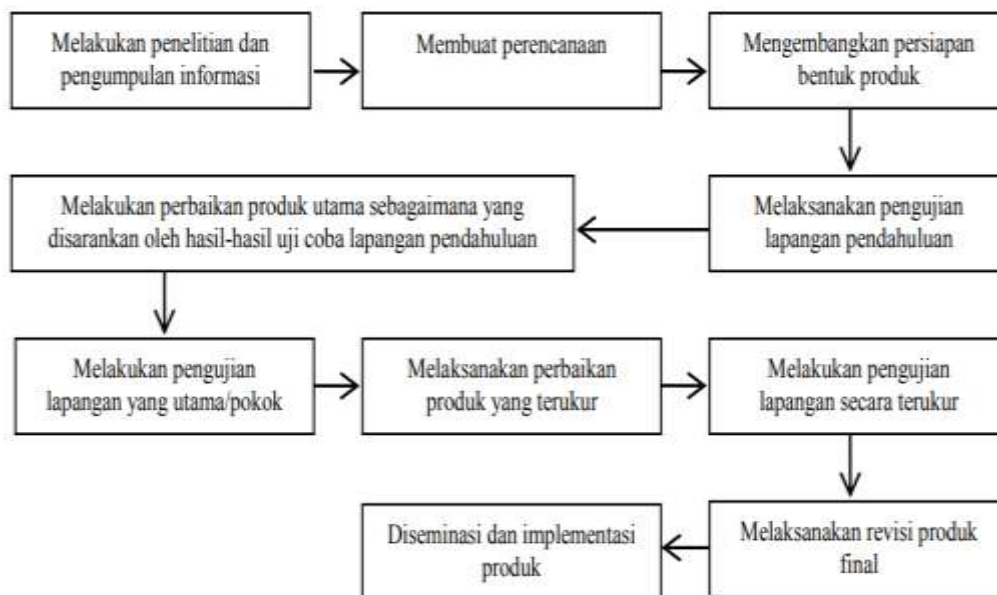 Melakukan penelitian dan
pengumpulan informasi
Membuat perencanaan
Mengembangkan persiapan
bentuk produk
Melaksanakan pengujian
lapangan pendahuluan
Melakukan perbaikan produk utama sebagaimana yang
disarankan oleh hasil-hasil uji coba lapangan pendahuluan
Melakukan pengujian
lapangan yang utama/pokok
Melaksanakan perbaikan
produk yang terukur
Melakukan pengujian
lapangan secara terukur
Melaksanakan revisi produk
final
Diseminasi dan implementasi
produk